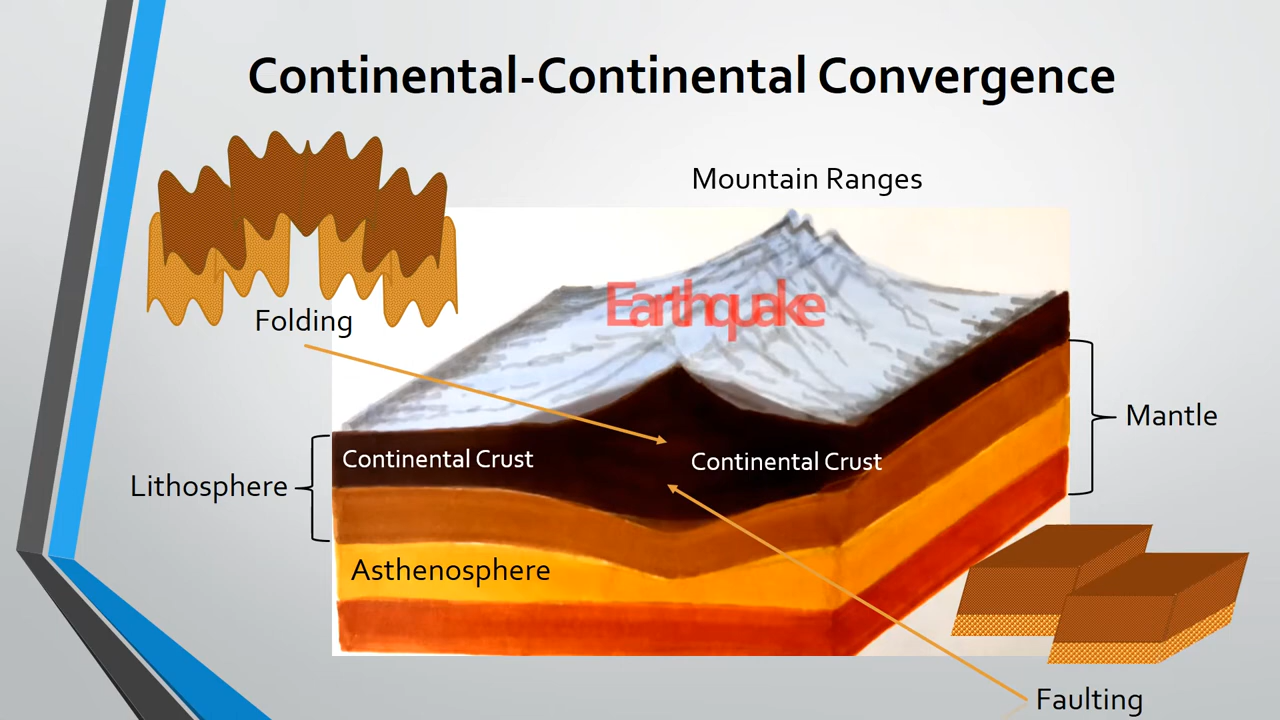 Continental-Continental Convergence
Mountain Ranges
Earthquake
Folding
Mantle
Continental Crust
Continental Crust
Lithosphere
Asthenosphere
Faulting